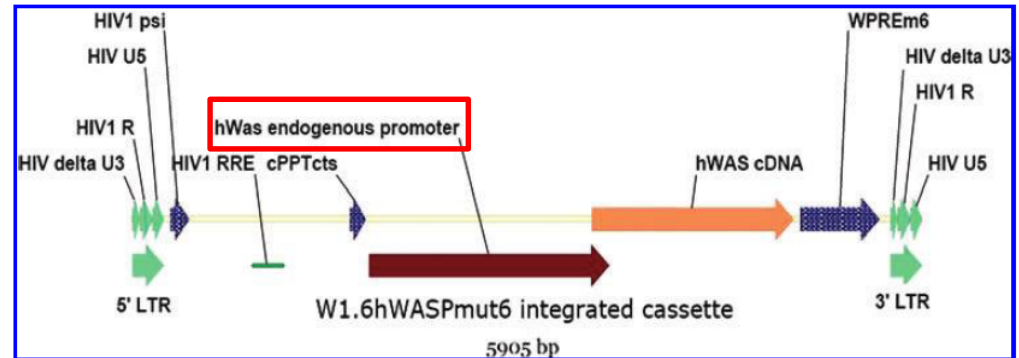 HIV1 psi
WPREm6
HIV U5
HIV delta U3
HIV1 R
HIV1 R
hWas endogenous promoter
HIV delta U3
HIV1 RRE
cPPTcts
hWAS cDNA
HIV U5
5' LTR
W1.6hWASPmut6 integrated cassette
3' LTR
5905 bp